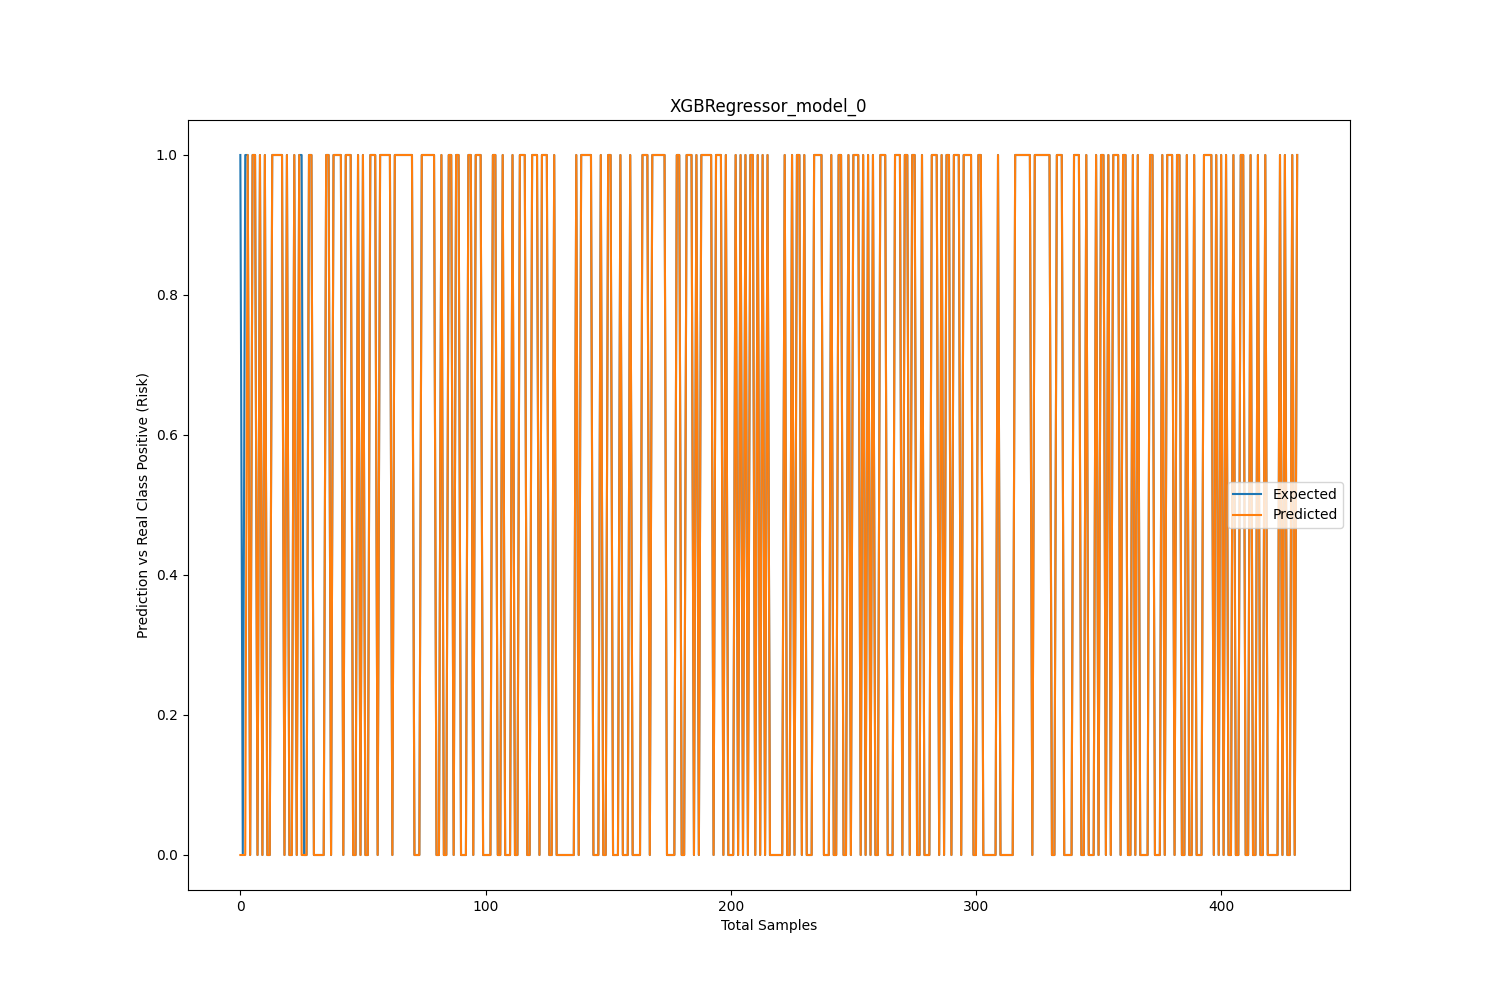 XGBRegressor_model_0
Prediction vs Real Class Positive (Risk)
1.0
0.8
0.6
0.4
0.2
0.0
Expected
Predicted
0 100 200 300 400
Total Samples